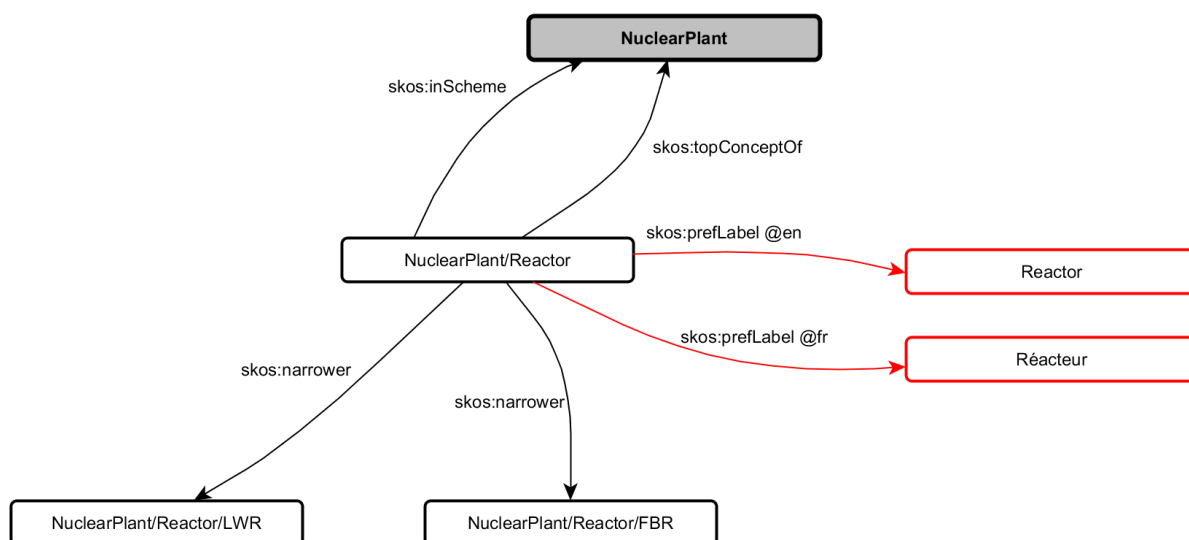 NuclearPlant
skos:inScheme
skos:topConceptOf
skos:prefLabel @en
NuclearPlant/Reactor
Reactor
skos:prefLabel @fr
Réacteur
skos:narrower
skos:narrower
NuclearPlant/Reactor/LWR
NuclearPlant/Reactor/FBR